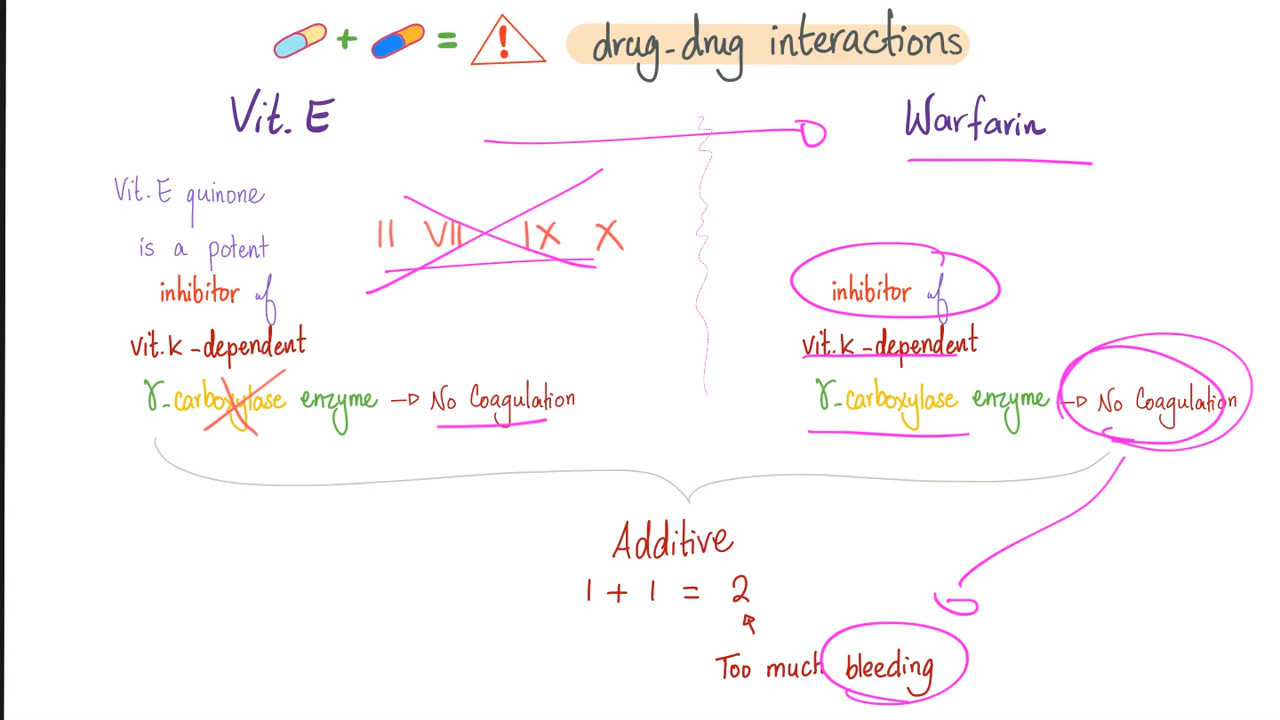 + = ! drug-drug interactions
Vit. E
Warfarin
Vit. E quinone
is a potent
inhibitor of
vit. K -dependent
γ-carboxylase enzyme → No Coagulation
II VII IX X
inhibitor of
vit. K -dependent
γ-carboxylase enzyme → No Coagulation
Additive
1 + 1 = 2
Too much bleeding